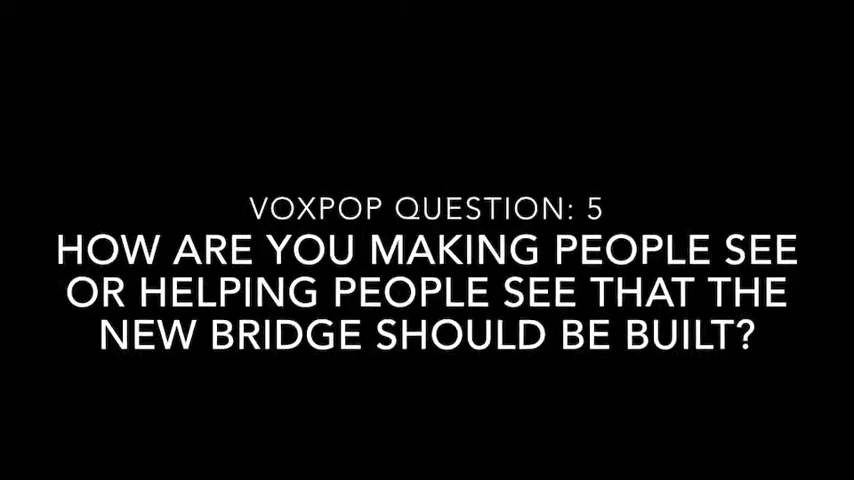 VOXPOP QUESTION: 5
HOW ARE YOU MAKING PEOPLE SEE
OR HELPING PEOPLE SEE THAT THE
NEW BRIDGE SHOULD BE BUILT?